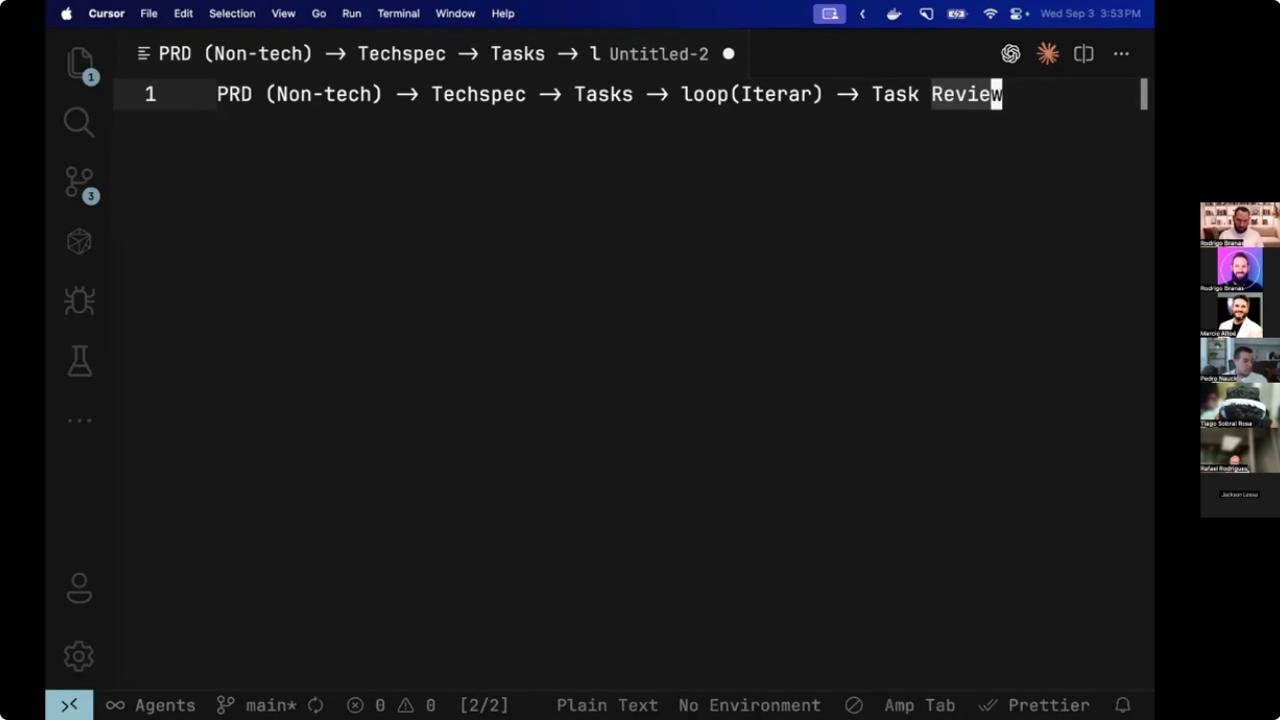 Cursor File Edit Selection View Go Run Terminal Window Help Wed Sep 3 3:53 PM
PRD (Non-tech) → Techspec → Tasks → l Untitled-2
1 PRD (Non-tech) → Techspec → Tasks → loop(Iterar) → Task Review
1
3
Rodrigo Branas
Rodrigo Branas
Marcio Altoé
Pedro Nauck
Tiago Sobral Rosa
Rafael Rodrigues
Jackson Lessa
Agents main* 0 0 [2/2] Plain Text No Environment Amp Tab Prettier